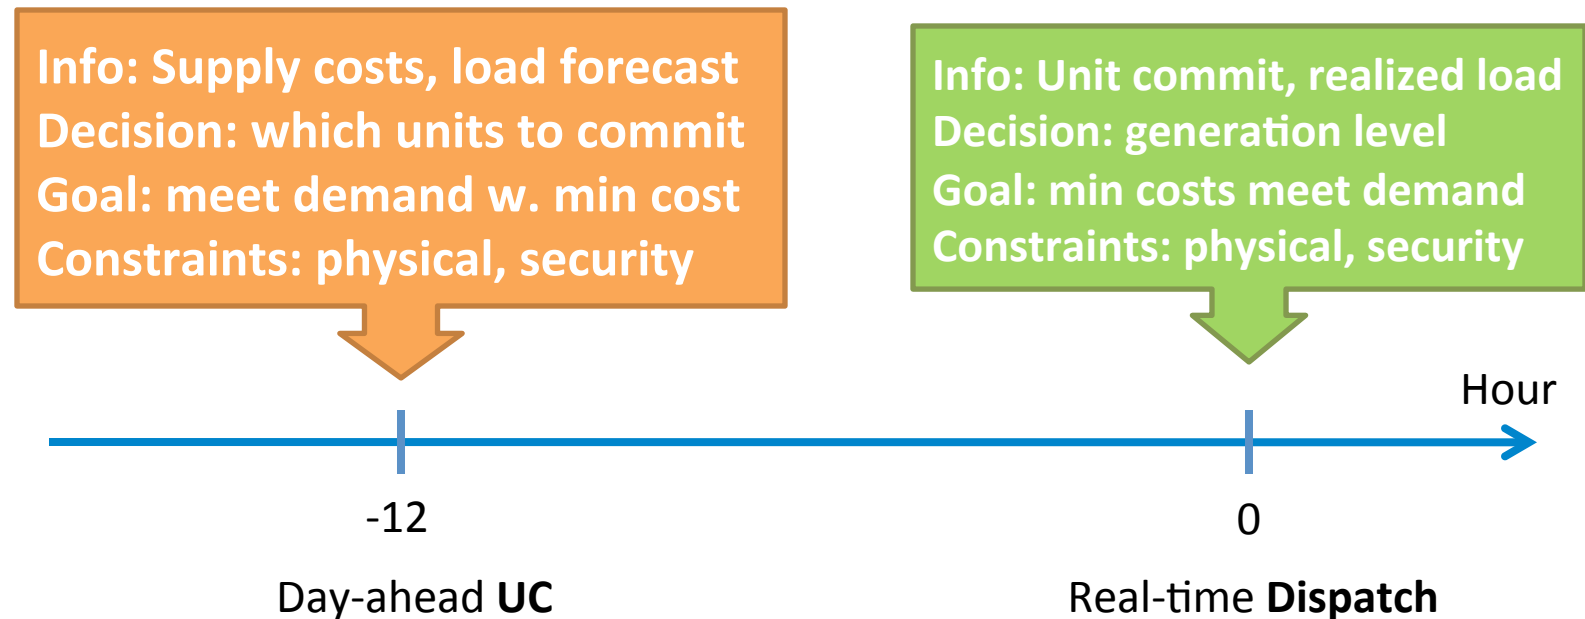 Info: Supply costs, load forecast
Decision: which units to commit
Goal: meet demand w. min cost
Constraints: physical, security
Info: Unit commit, realized load
Decision: generation level
Goal: min costs meet demand
Constraints: physical, security
Hour
-12
0
Day-ahead UC
Real-time Dispatch